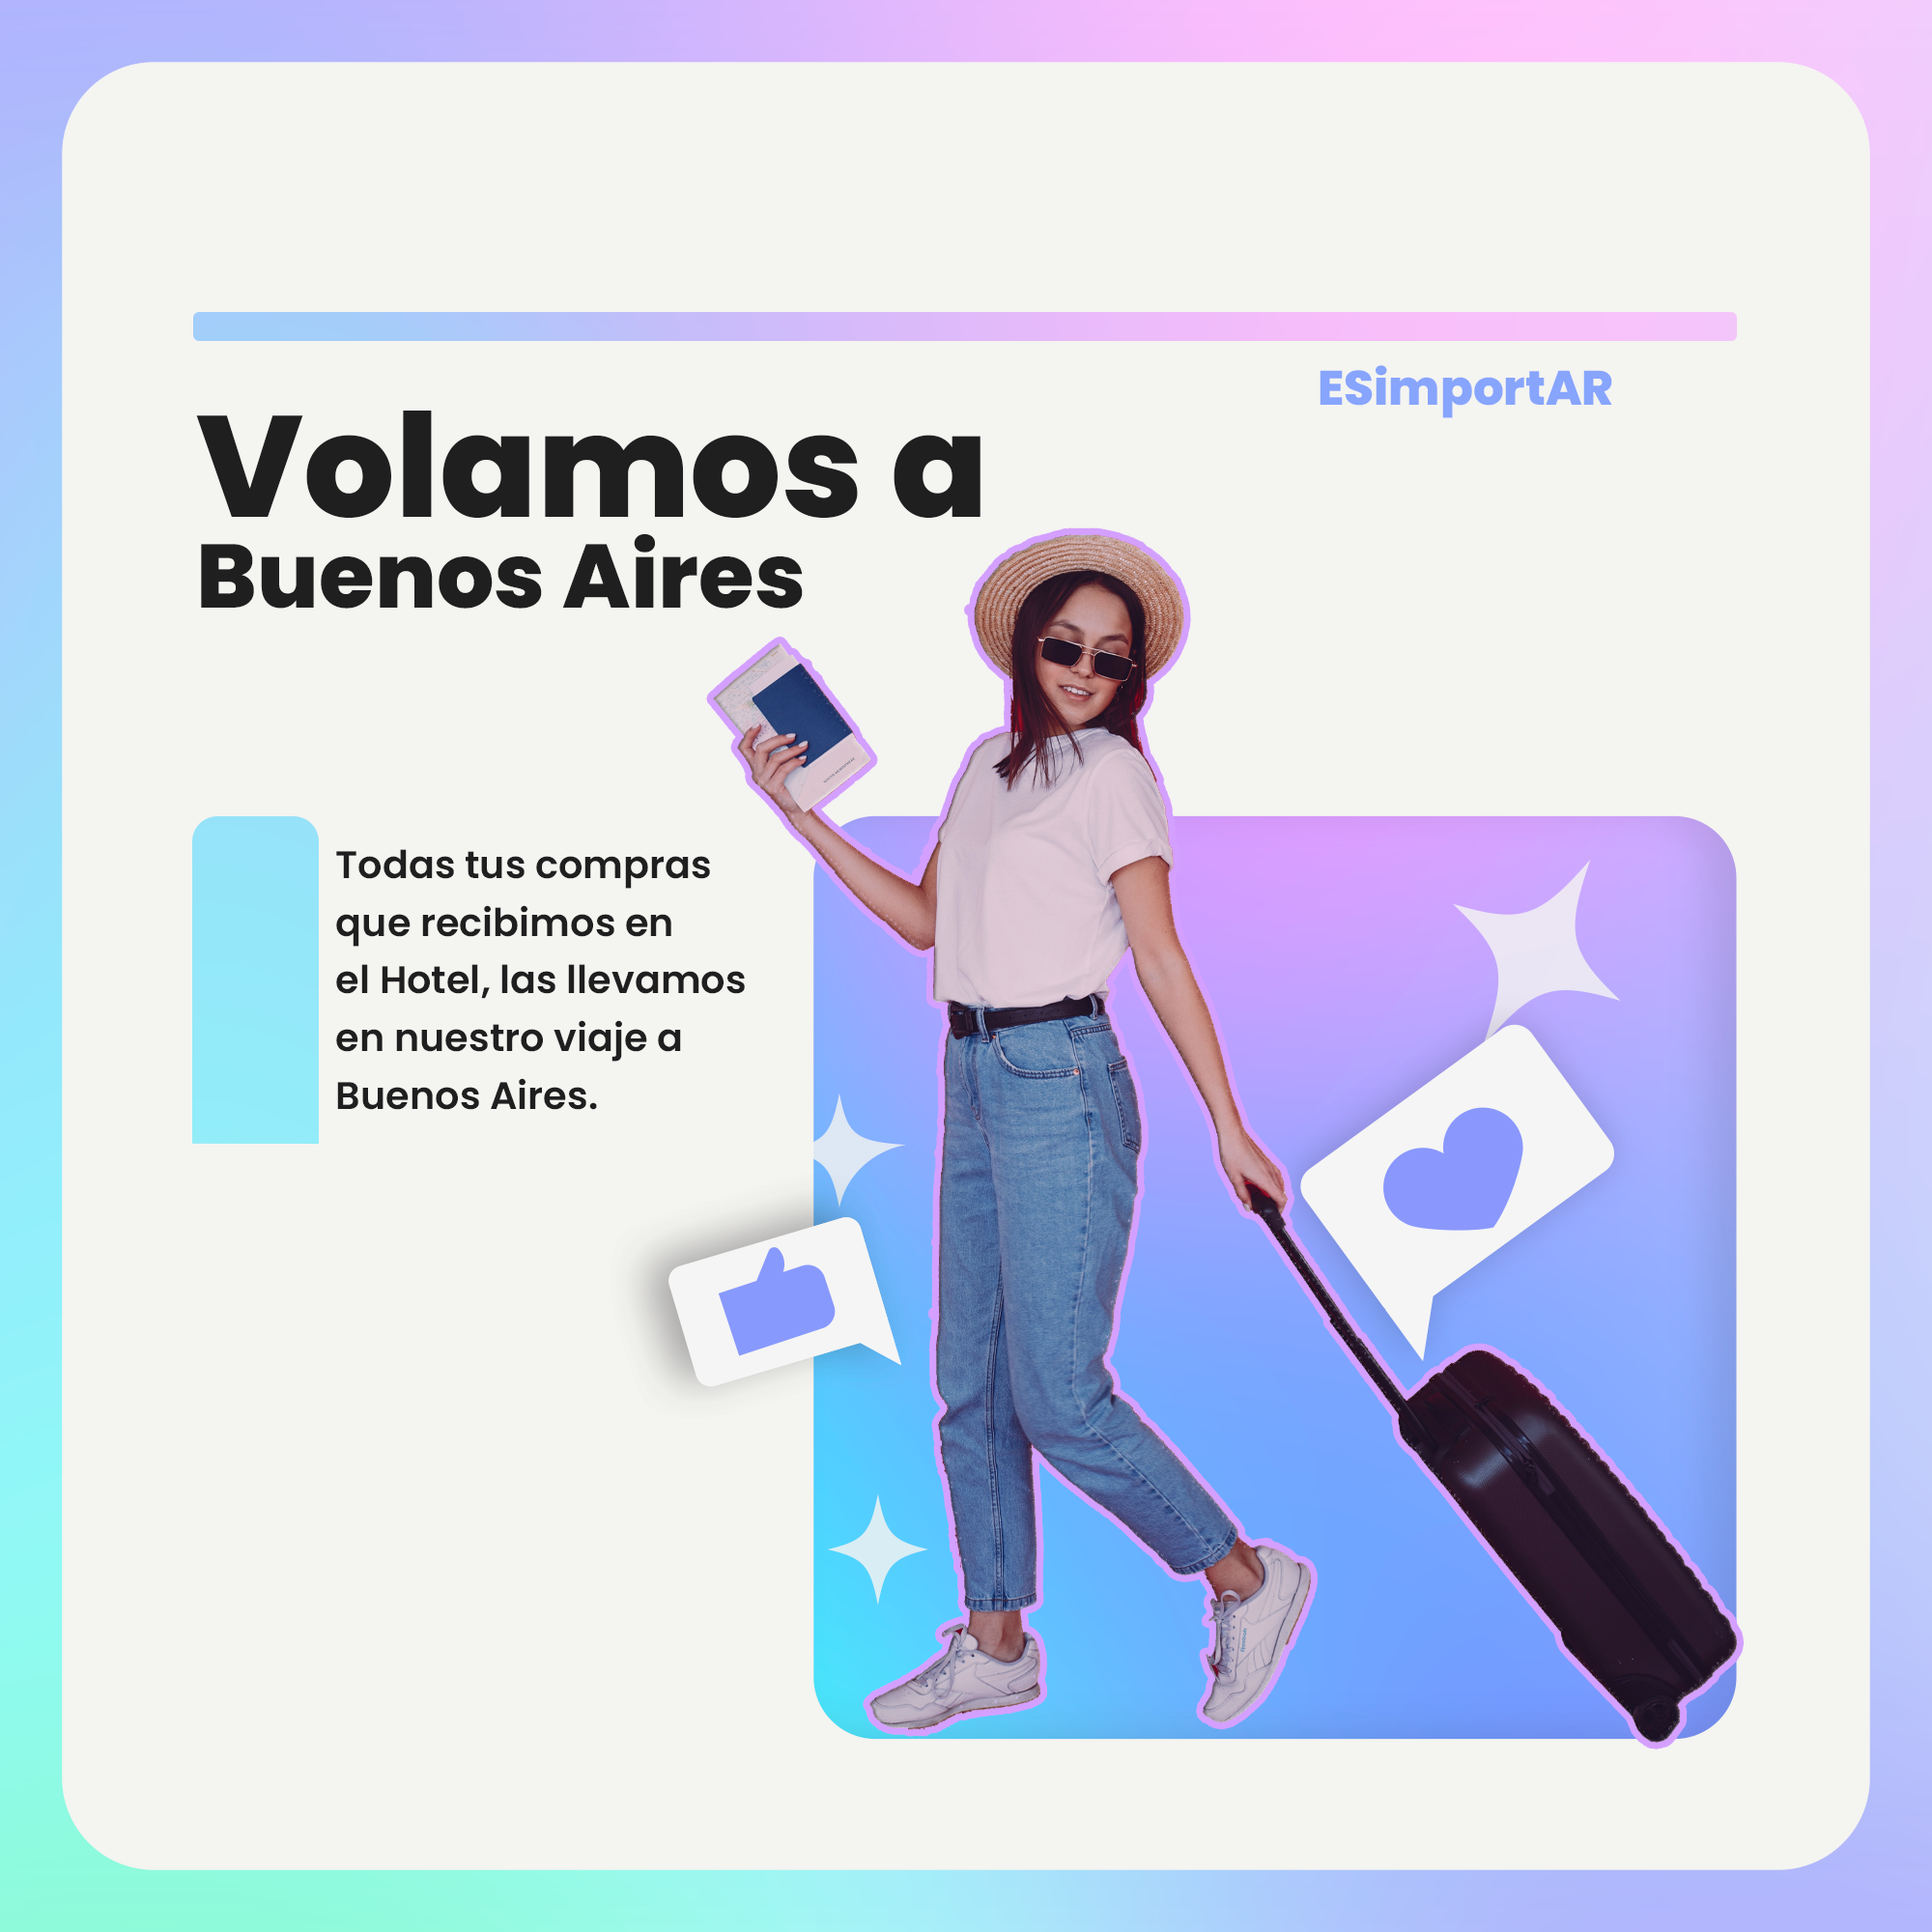 ESimportAR
Volamos a
Buenos Aires
Todas tus compras
que recibimos en
el Hotel, las llevamos
en nuestro viaje a
Buenos Aires.